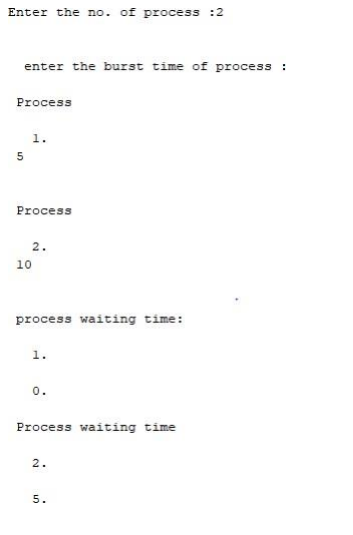 Enter the no. of process :2
enter the burst time of process :
Process
1.
5
Process
2.
10
process waiting time:
1.
0.
Process waiting time
2.
5.